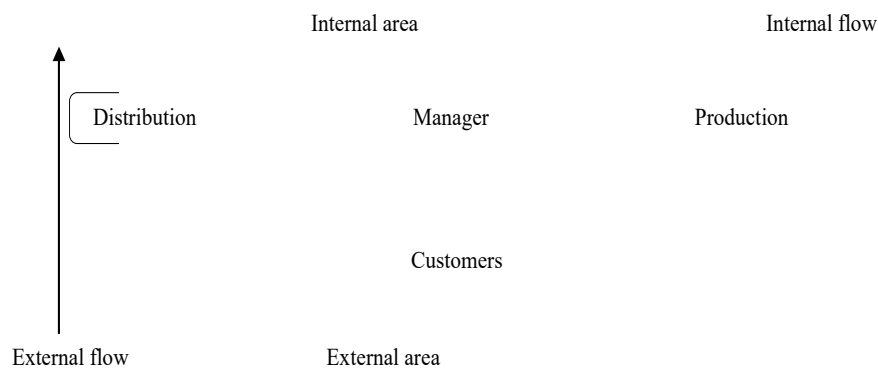 Internal area
Internal flow
Distribution
Manager
Production
Customers
External flow
External area